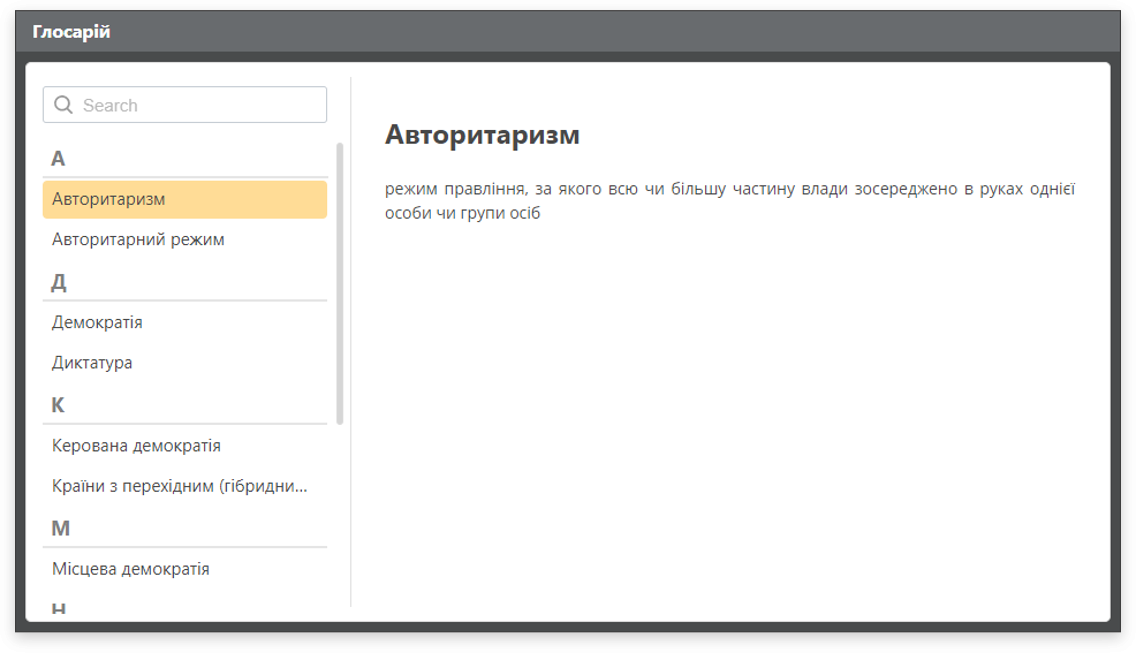 Глосарій
Search
А
Авторитаризм
Авторитарний режим
Д
Демократія
Диктатура
К
Керована демократія
Країни з перехідним (гібридни...
М
Місцева демократія
Н
Авторитаризм
режим правління, за якого всю чи більшу частину влади зосереджено в руках однієї
особи чи групи осіб